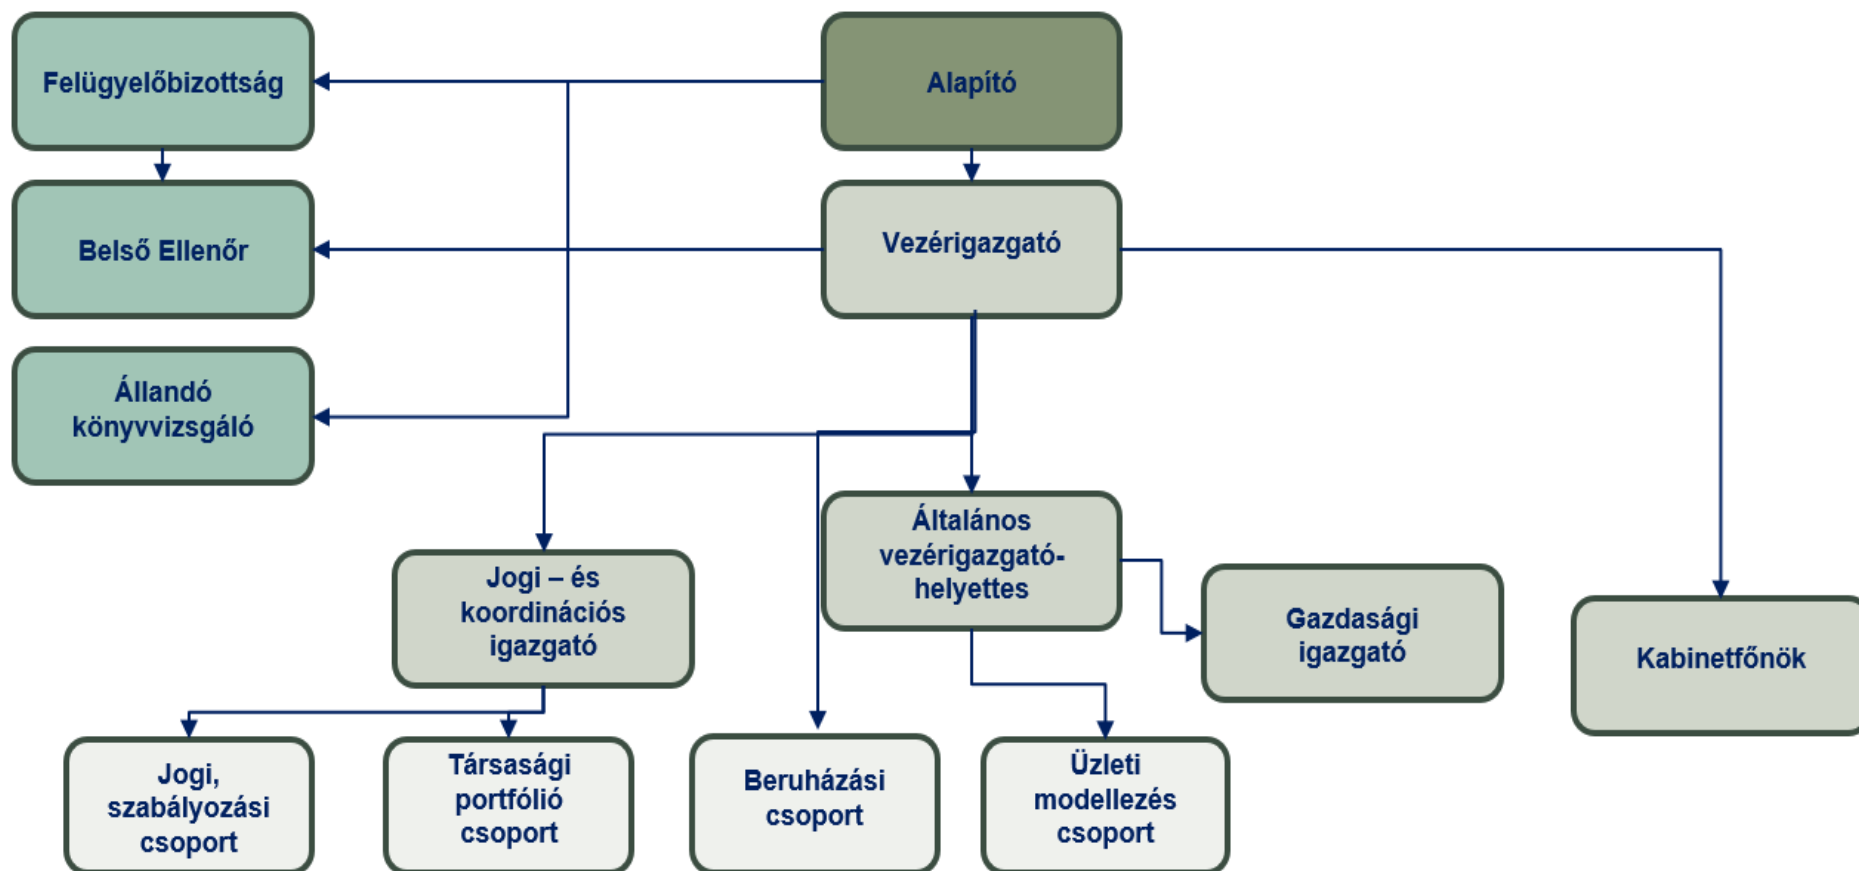 Felügyelőbizottság
Alapító
Belső Ellenőr
Vezérigazgató
Állandó
könyvvizsgáló
Általános
vezérigazgató-
helyettes
Jogi – és
koordinációs
igazgató
Gazdasági
igazgató
Kabinetfőnök
Jogi,
szabályozási
csoport
Társasági
portfólió
csoport
Beruházási
csoport
Üzleti
modellezés
csoport